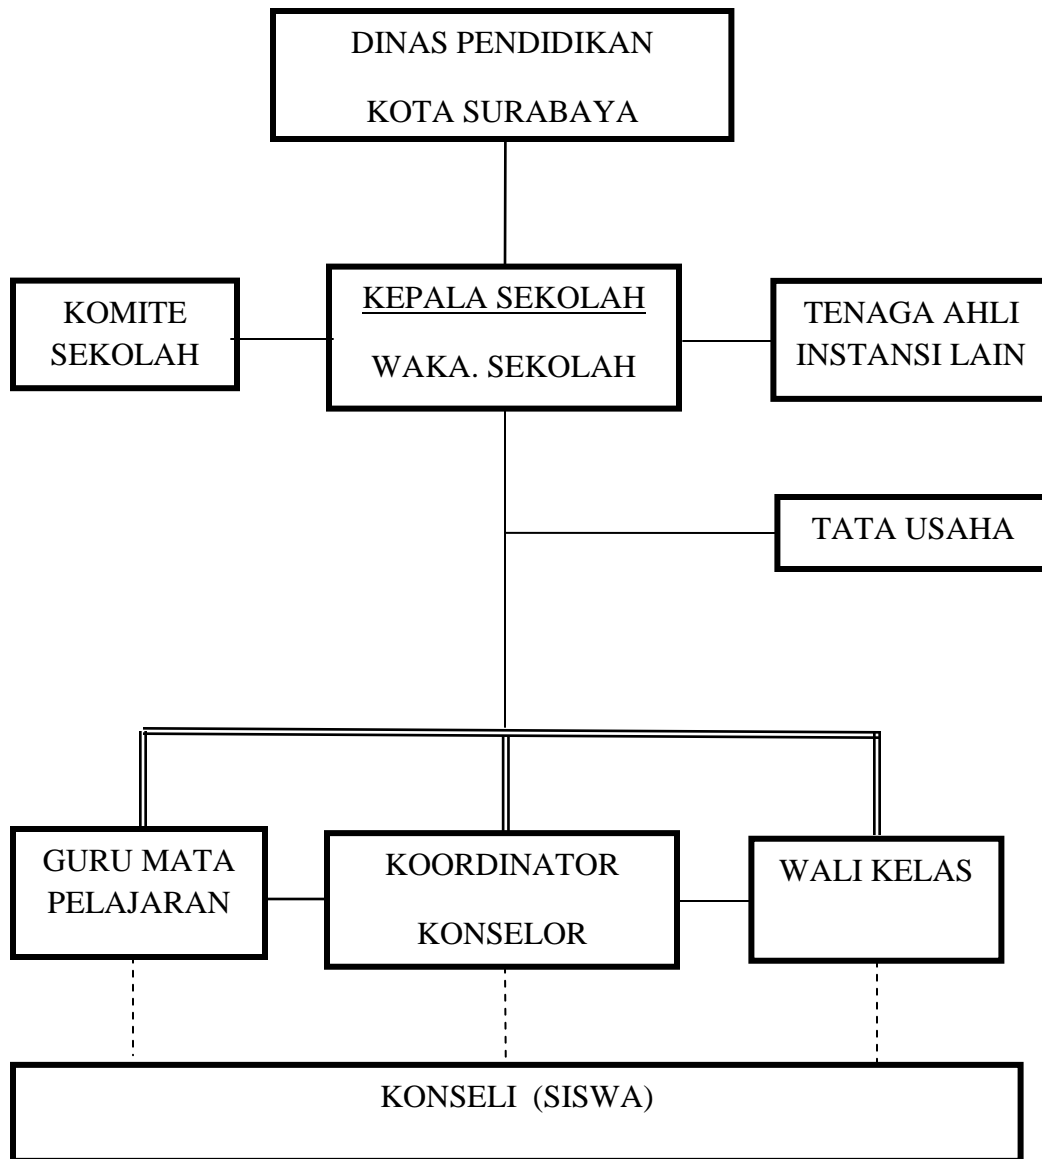 DINAS PENDIDIKAN
KOTA SURABAYA
KOMITE
SEKOLAH
KEPALA SEKOLAH
WAKA. SEKOLAH
TENAGA AHLI
INSTANSI LAIN
TATA USAHA
GURU MATA
PELAJARAN
KOORDINATOR
KONSELOR
WALI KELAS
KONSELI (SISWA)